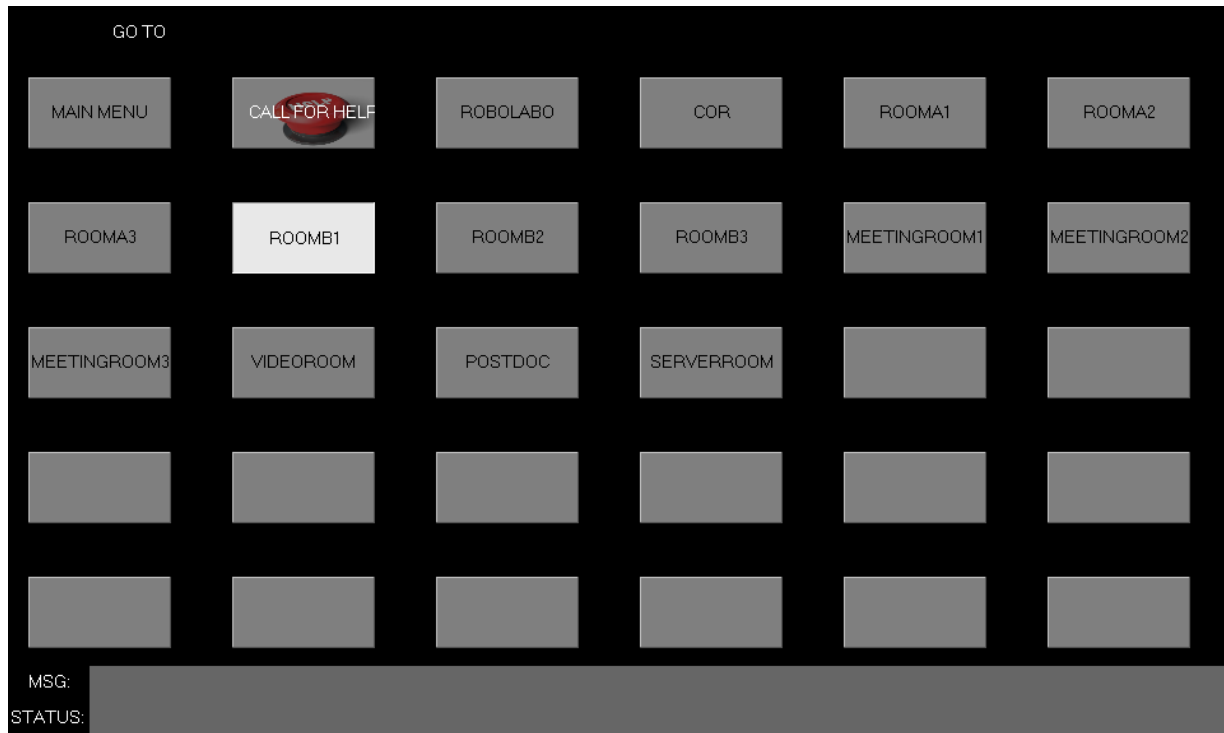 GO TO
MAIN MENU
CALL FOR HELP
ROBOLABO
COR
ROOMA1
ROOMA2
ROOMA3
ROOMB1
ROOMB2
ROOMB3
MEETINGROOM1
MEETINGROOM2
MEETINGROOM3
VIDEOROOM
POSTDOC
SERVERROOM
MSG:
STATUS: